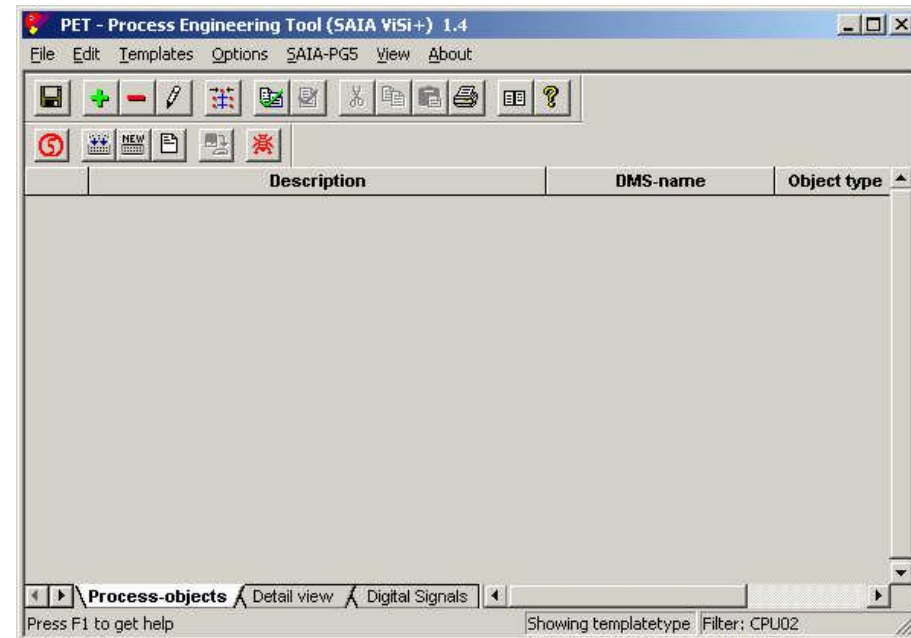 PET - Process Engineering Tool (SAIA ViSi+) 1.4
File Edit Templates Options SAIA-PG5 View About
NEW
Description DMS-name Object type
Process-objects Detail view Digital Signals
Press F1 to get help Showing templatetype Filter: CPU02